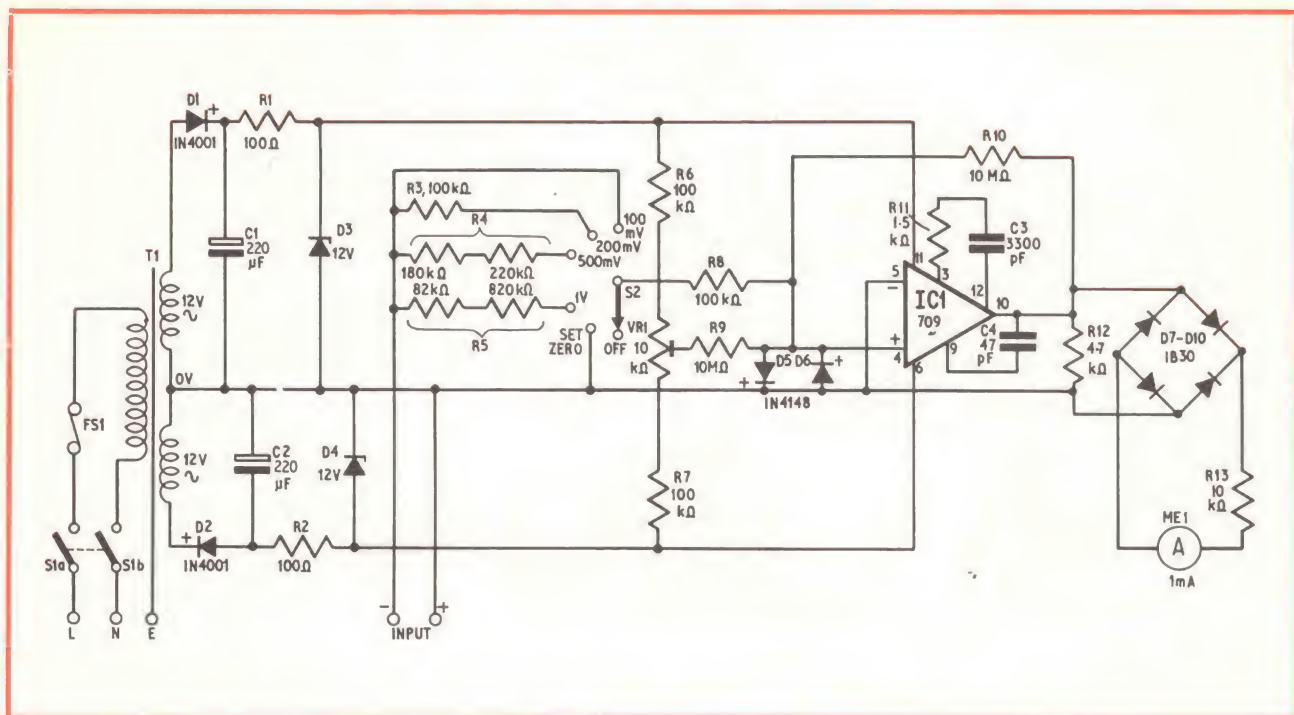 D1
+
IN4001
R1
100Ω
C1
220
μF
D3
12V
T1
12V
0V
12V
C2
220
μF
D4
12V
FS1
+
D2
IN4001
R2
100Ω
S1a
S1b
L
N
E
R3, 100kΩ
R4
180kΩ
220kΩ
82kΩ
820kΩ
R5
100
mV
200mV
500mV
1V
SET
ZERO
S2
OFF
-
+
INPUT
R6
100
kΩ
VR1
10
kΩ
R7
100
kΩ
R8
100kΩ
R9
10MΩ
D5
D6
+
+
IN4148
R10
10 MΩ
R11
1·5
kΩ
C3
3300
pF
11
3
12
5
-
IC1
709
10
+
4
9
6
C4
47
pF
R12
4·7
kΩ
D7-D10
IB30
R13
10
kΩ
ME1
A
1mA